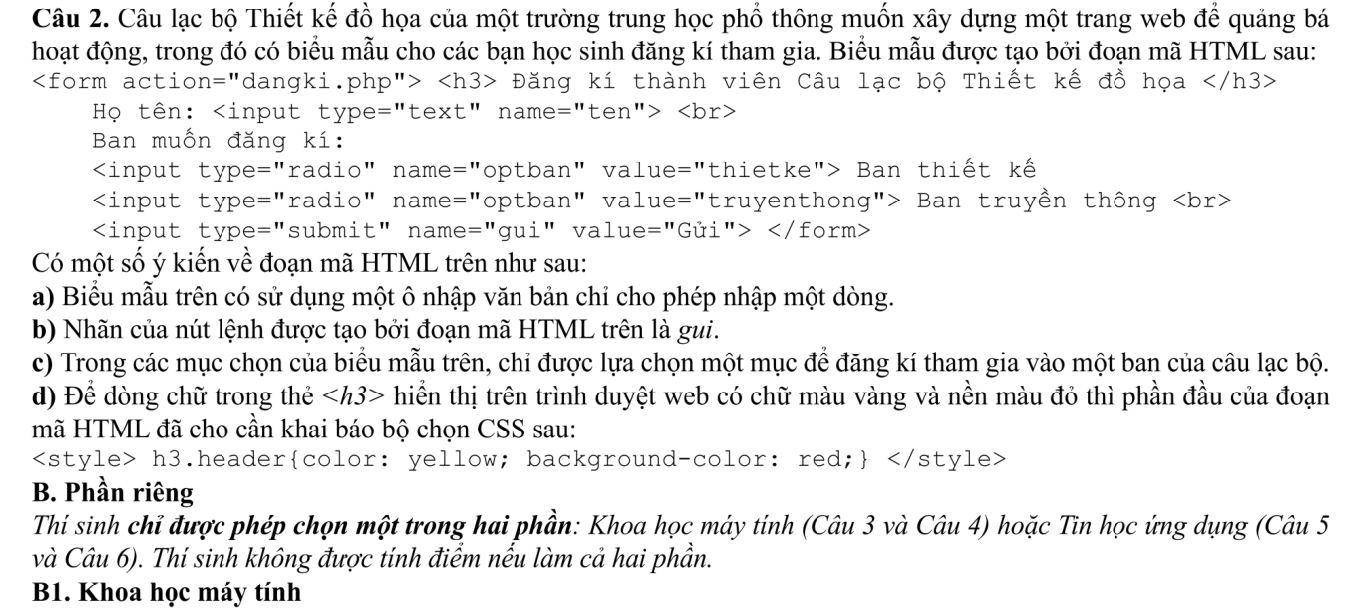 Câu 2. Câu lạc bộ Thiết kế đồ họa của một trường trung học phổ thông muốn xây dựng một trang web để quảng bá
hoạt động, trong đó có biểu mẫu cho các bạn học sinh đăng kí tham gia. Biểu mẫu được tạo bởi đoạn mã HTML sau:
<form action="dangki.php"> <h3> Đăng kí thành viên Câu lạc bộ Thiết kế đồ họa </h3>
Họ tên: <input type="text" name="ten"> <br>
Ban muốn đăng kí:
<input type="radio" name="optban" value="thietke"> Ban thiết kế
<input type="radio" name="optban" value="truyenthong"> Ban truyền thông <br>
<input type="submit" name="gui" value="Gửi"> </form>
Có một số ý kiến về đoạn mã HTML trên như sau:
a) Biểu mẫu trên có sử dụng một ô nhập văn bản chỉ cho phép nhập một dòng.
b) Nhãn của nút lệnh được tạo bởi đoạn mã HTML trên là gui.
c) Trong các mục chọn của biểu mẫu trên, chỉ được lựa chọn một mục để đăng kí tham gia vào một ban của câu lạc bộ.
d) Để dòng chữ trong thẻ <h3> hiển thị trên trình duyệt web có chữ màu vàng và nền màu đỏ thì phần đầu của đoạn
mã HTML đã cho cần khai báo bộ chọn CSS sau:
<style> h3.header{color: yellow; background-color: red;} </style>
B. Phần riêng
Thí sinh chỉ được phép chọn một trong hai phần: Khoa học máy tính (Câu 3 và Câu 4) hoặc Tin học ứng dụng (Câu 5
và Câu 6). Thí sinh không được tính điểm nếu làm cả hai phần.
B1. Khoa học máy tính